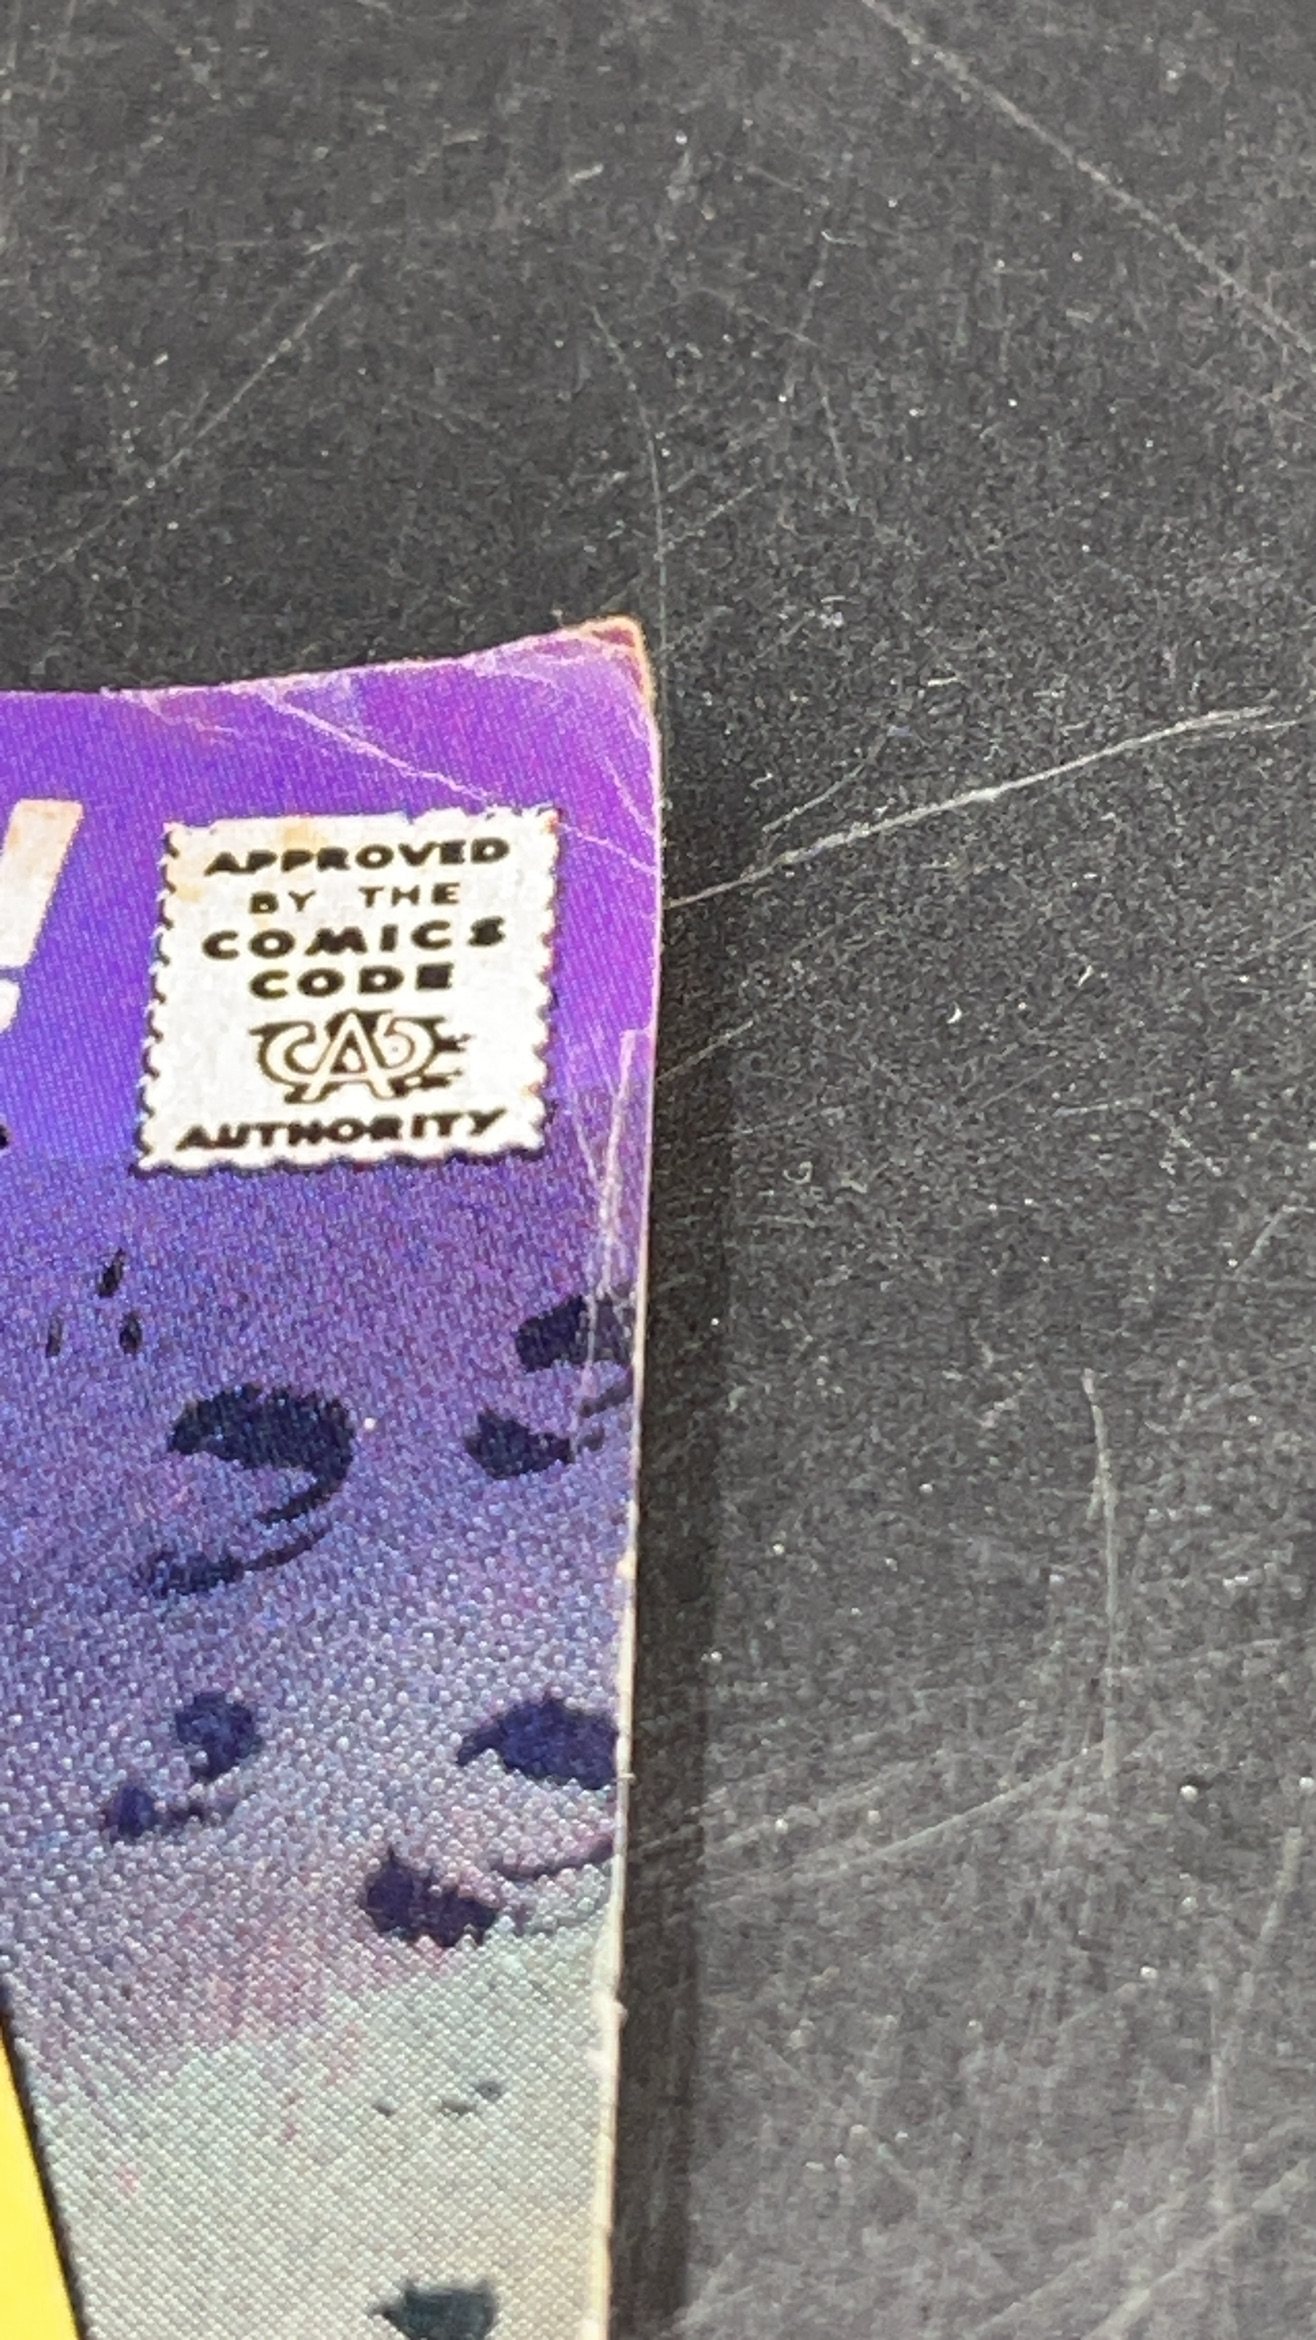 !
APPROVED
BY THE
COMICS
CODE
CA
AUTHORITY